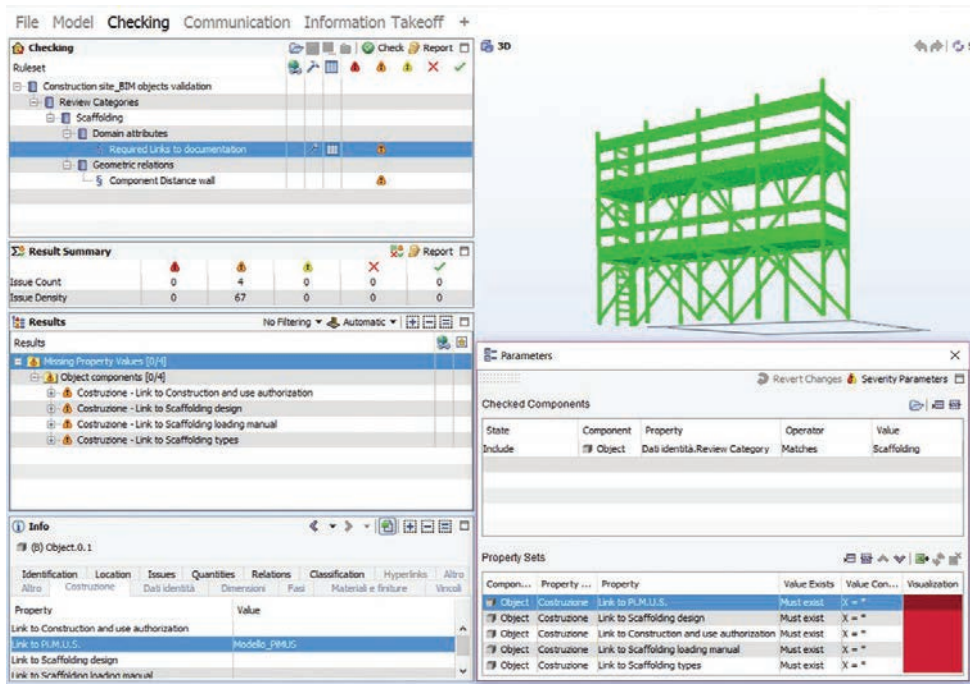 File Model Checking Communication Information Takeoff +
Checking
Check Report
Ruleset
Construction site_BIM objects validation
Review Categories
Scaffolding
Domain attributes
Required Links to documentation
Geometric relations
§ Component Distance wall
Result Summary
Report
Issue Count 0 4 0 0 0
Issue Density 0 67 0 0 0
Results
No Filtering Automatic
Results
Missing Property Values [0/4]
Object components [0/4]
Costruzione - Link to Construction and use authorization
Costruzione - Link to Scaffolding design
Costruzione - Link to Scaffolding loading manual
Costruzione - Link to Scaffolding types
Info
(B) Object.0.1
Identification Location Issues Quantities Relations Classification Hyperlinks Altro
Altro Costruzione Dati identità Dimensioni Fasi Materiali e finiture Vincoli
Property Value
Link to Construction and use authorization
Link to Pi.M.U.S. Modello_PIMUS
Link to Scaffolding design
Link to Scaffolding loading manual
3D
Parameters
Revert Changes Severity Parameters
Checked Components
State Component Property Operator Value
Include Object Dati identità.Review Category Matches Scaffolding
Property Sets
Compon... Property ... Property Value Exists Value Con... Visualization
Object Costruzione Link to Pi.M.U.S. Must exist X = *
Object Costruzione Link to Scaffolding design Must exist X = *
Object Costruzione Link to Construction and use authorization Must exist X = *
Object Costruzione Link to Scaffolding loading manual Must exist X = *
Object Costruzione Link to Scaffolding types Must exist X = *